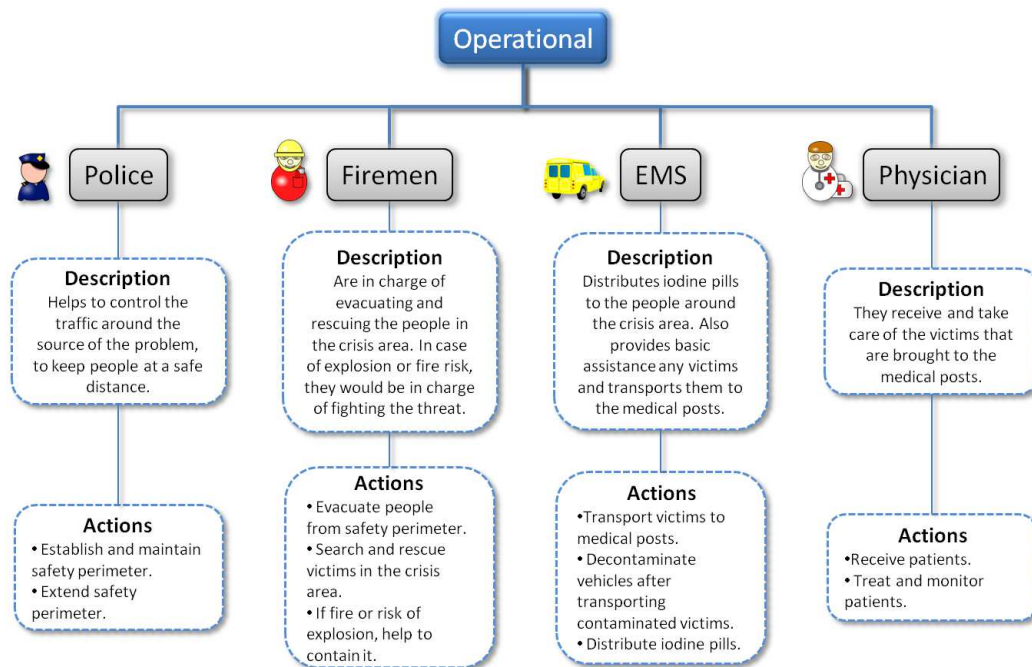 Operational
Police
Firemen
EMS
Physician
Description
Helps to control the
traffic around the
source of the problem,
to keep people at a safe
distance.
Description
Are in charge of
evacuating and
rescuing the people in
the crisis area. In case
of explosion or fire risk,
they would be in charge
of fighting the threat.
Description
Distributes iodine pills
to the people around
the crisis area. Also
provides basic
assistance any victims
and transports them to
the medical posts.
Description
They receive and take
care of the victims that
are brought to the
medical posts.
Actions
• Establish and maintain
safety perimeter.
• Extend safety
perimeter.
Actions
• Evacuate people
from safety perimeter.
• Search and rescue
victims in the crisis
area.
• If fire or risk of
explosion, help to
contain it.
Actions
•Transport victims to
medical posts.
• Decontaminate
vehicles after
transporting
contaminated victims.
• Distribute iodine pills.
Actions
•Receive patients.
• Treat and monitor
patients.